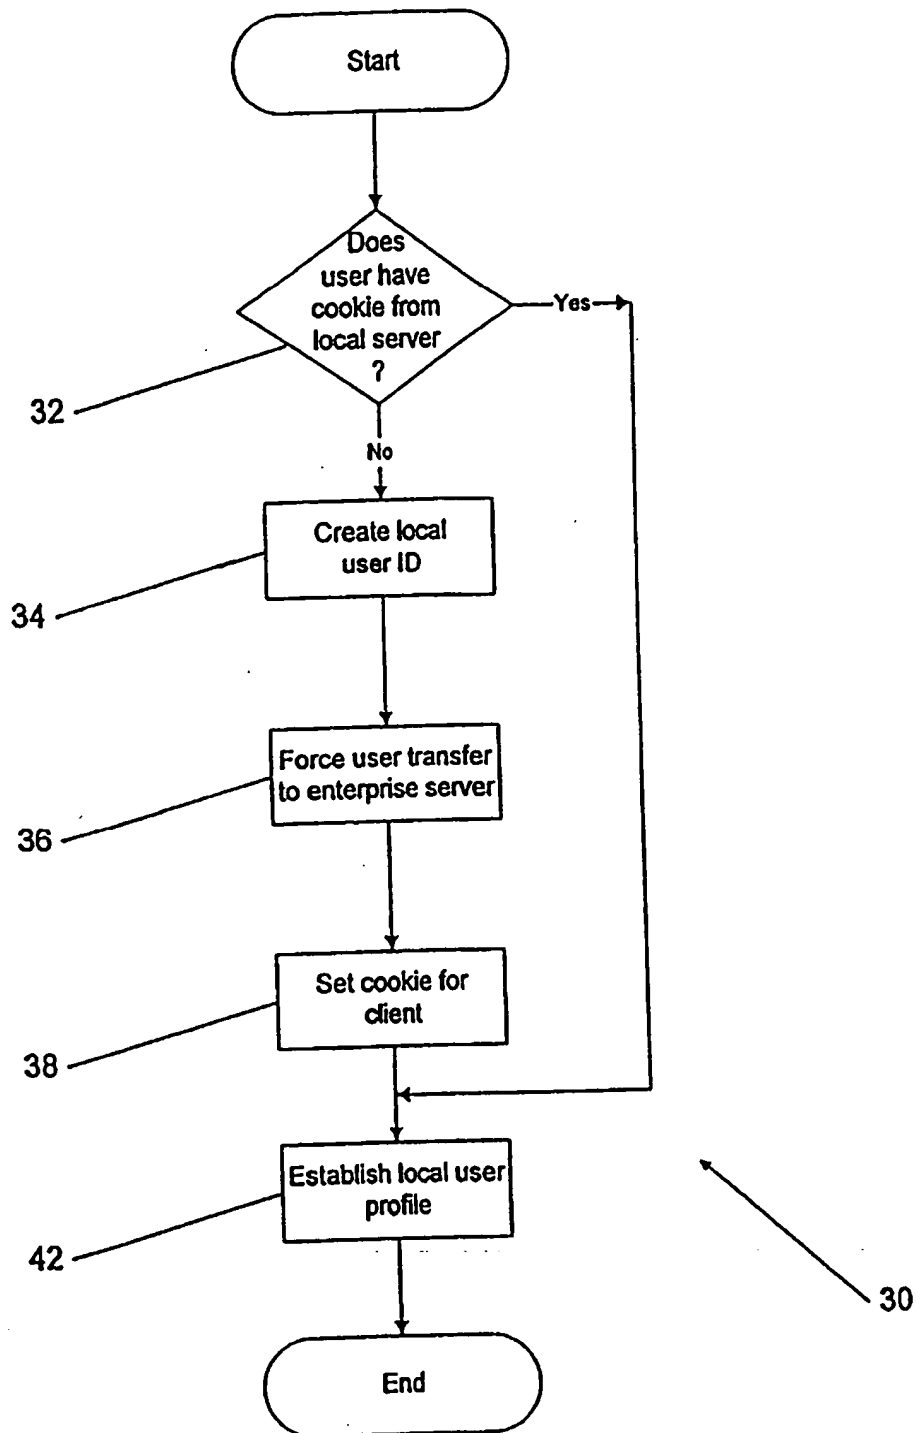 Start
Does
user have
cookie from
local server
?
Yes
32
No
Create local
user ID
34
Force user transfer
to enterprise server
36
Set cookie for
client
38
Establish local user
profile
42
30
End